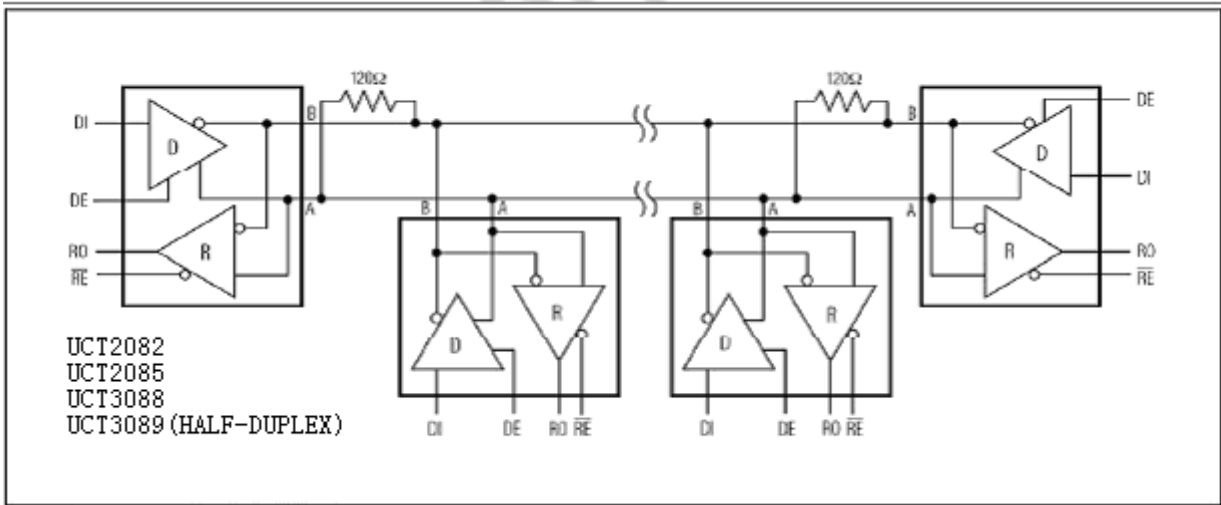 120Ω 120Ω
DI B B DE
D D
DE A A DI
B A B A
RO R R RO
RE RE
R R
D D
UCT2082
UCT2085
UCT3088
UCT3089(HALF-DUPLEX)
DI DE RO RE DI DE RO RE